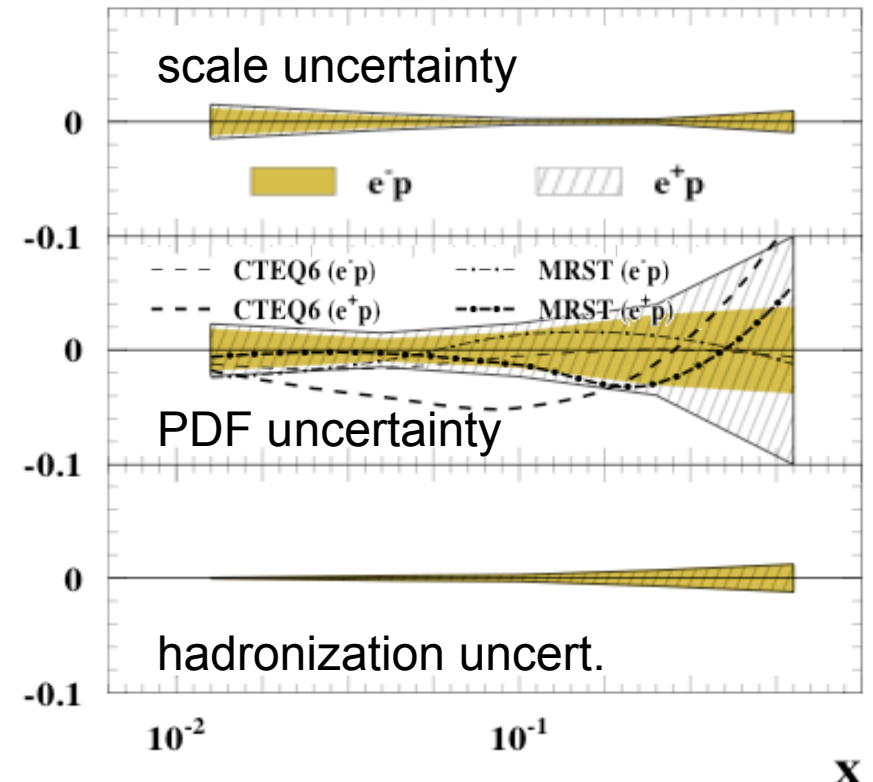 scale uncertainty
0
e⁻p e⁺p
-0.1
CTEQ6 (e⁻p) MRST (e⁻p)
CTEQ6 (e⁺p) MRST (e⁺p)
0
PDF uncertainty
-0.1
0
hadronization uncert.
-0.1
10⁻² 10⁻¹
x